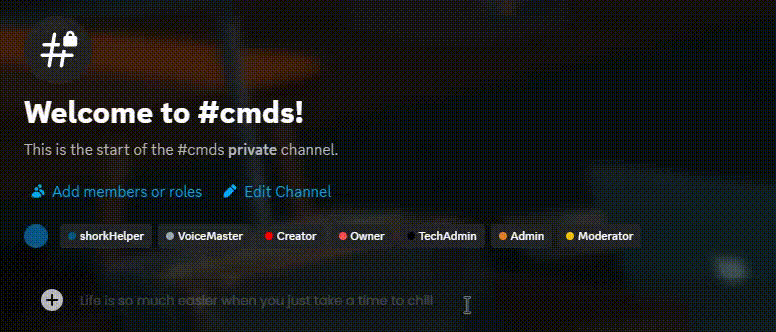 Welcome to #cmds!
This is the start of the #cmds private channel.
Add members or roles Edit Channel
shorkHelper VoiceMaster Creator Owner TechAdmin Admin Moderator
Life is so much easier when you just take a time to chill